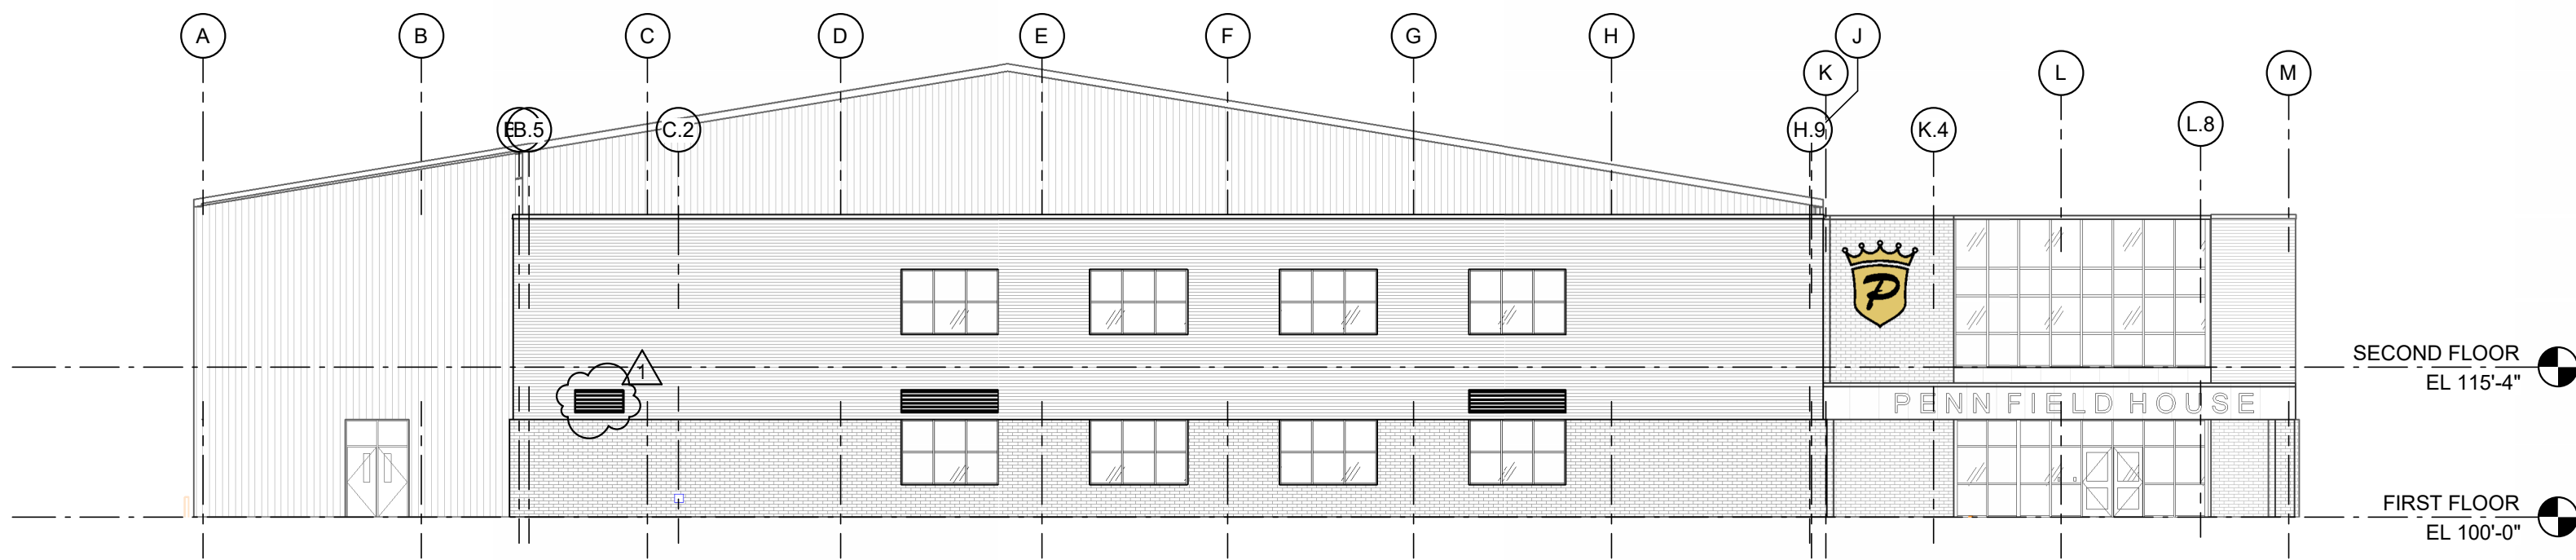 A B C D E F G H J
K L M
B.5 C.2 H.9 K.4 L.8
P
SECOND FLOOR
EL 115'-4"
1
PENN FIELD HOUSE
FIRST FLOOR
EL 100'-0"